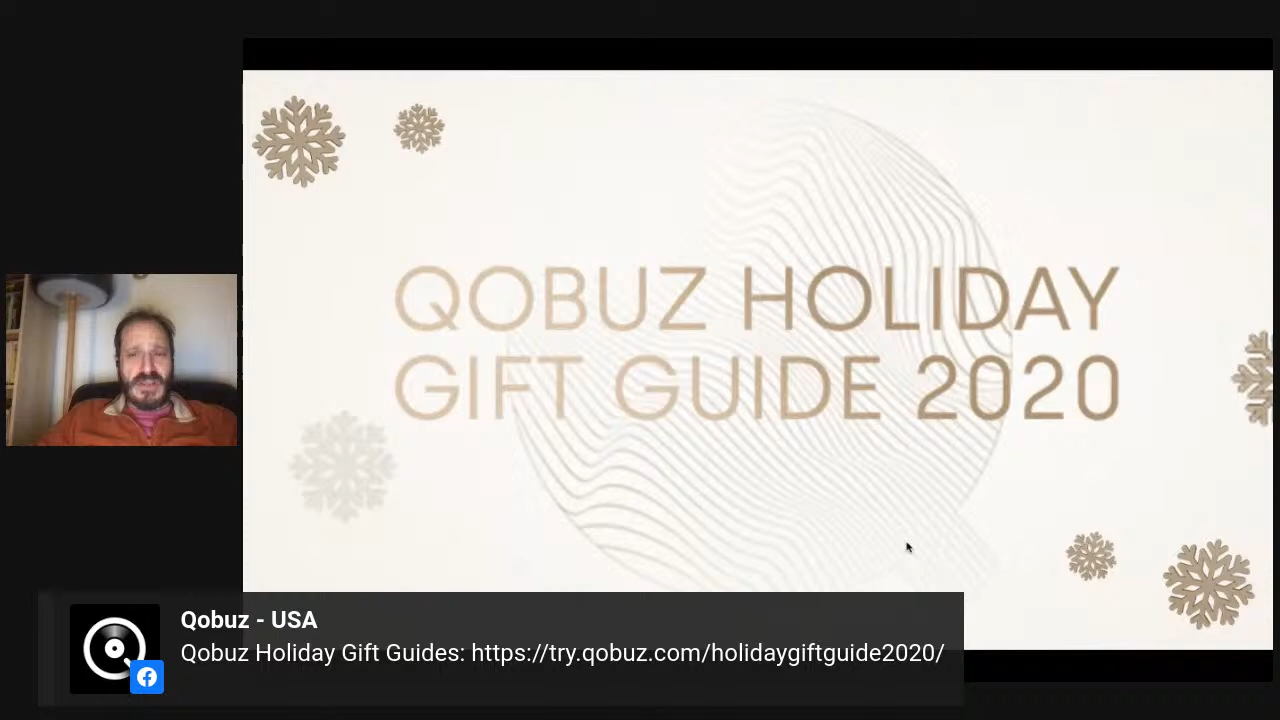 QOBUZ HOLIDAY
GIFT GUIDE 2020
Qobuz - USA
Qobuz Holiday Gift Guides: https://try.qobuz.com/holidaygiftguide2020/